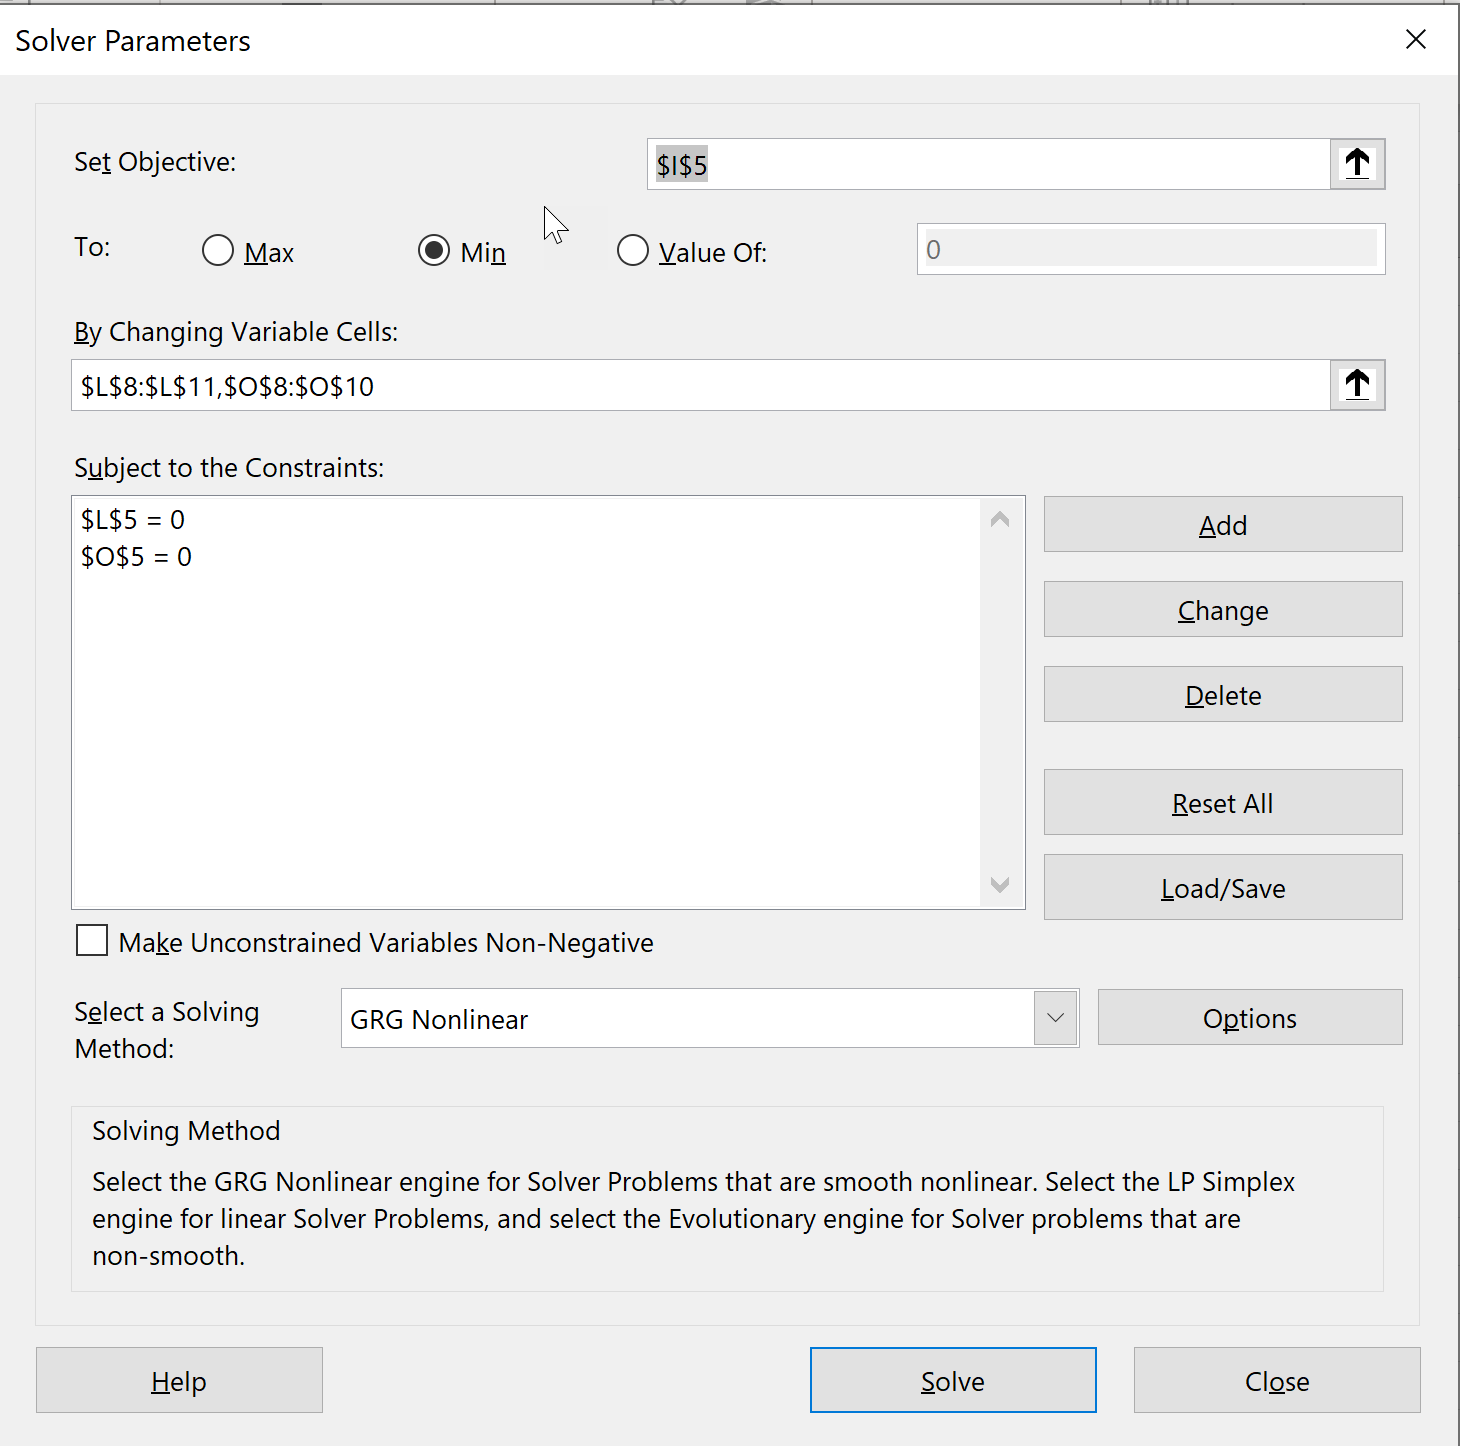 Solver Parameters
Set Objective:
$I$5
To:
Max
Min
Value Of:
0
By Changing Variable Cells:
$L$8:$L$11,$O$8:$O$10
Subject to the Constraints:
$L$5 = 0
$O$5 = 0
Add
Change
Delete
Reset All
Load/Save
Make Unconstrained Variables Non-Negative
Select a Solving
Method:
GRG Nonlinear
Options
Solving Method
Select the GRG Nonlinear engine for Solver Problems that are smooth nonlinear. Select the LP Simplex
engine for linear Solver Problems, and select the Evolutionary engine for Solver problems that are
non-smooth.
Help
Solve
Close